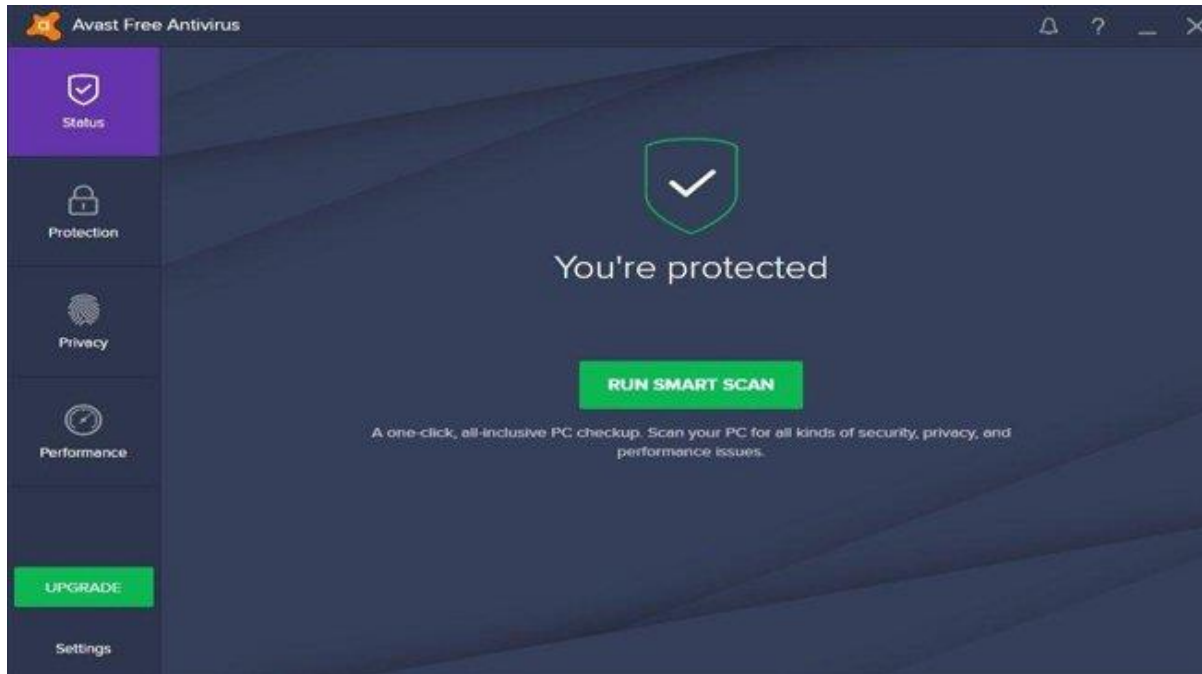 Avast Free Antivirus
?
Status
Protection
Privacy
Performance
UPGRADE
Settings
You're protected
RUN SMART SCAN
A one-click, all-inclusive PC checkup. Scan your PC for all kinds of security, privacy, and
performance issues.